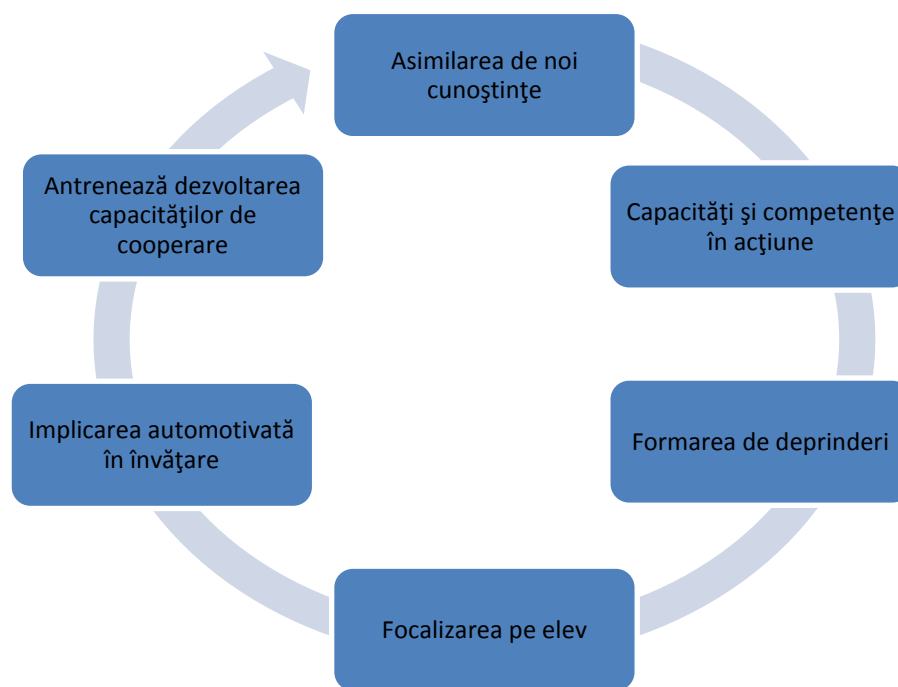 Asimilarea de noi
cunoştinţe
Capacităţi şi competenţe
în acţiune
Formarea de deprinderi
Focalizarea pe elev
Implicarea automotivată
în învăţare
Antrenează dezvoltarea
capacităţilor de
cooperare